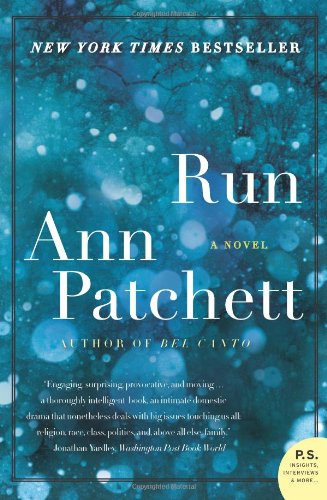 NEW YORK TIMES BESTSELLER
Run
A NOVEL
Ann
Patchett
AUTHOR OF BEL CANTO
"Engaging, surprising, provocative, and moving . . .
a thoroughly intelligent book, an intimate domestic
drama that nonetheless deals with big issues touching us all:
religion, race, class, politics, and, above all else, family."
Jonathan Yardley, Washington Post Book World
P.S.
INSIGHTS,
INTERVIEWS
& MORE...